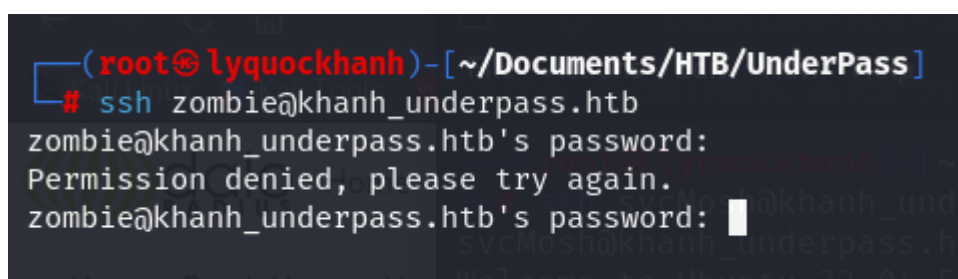 (root㉿lyquockhanh)-[~/Documents/HTB/UnderPass]
# ssh zombie@khanh_underpass.htb
zombie@khanh_underpass.htb's password:
Permission denied, please try again.
zombie@khanh_underpass.htb's password: